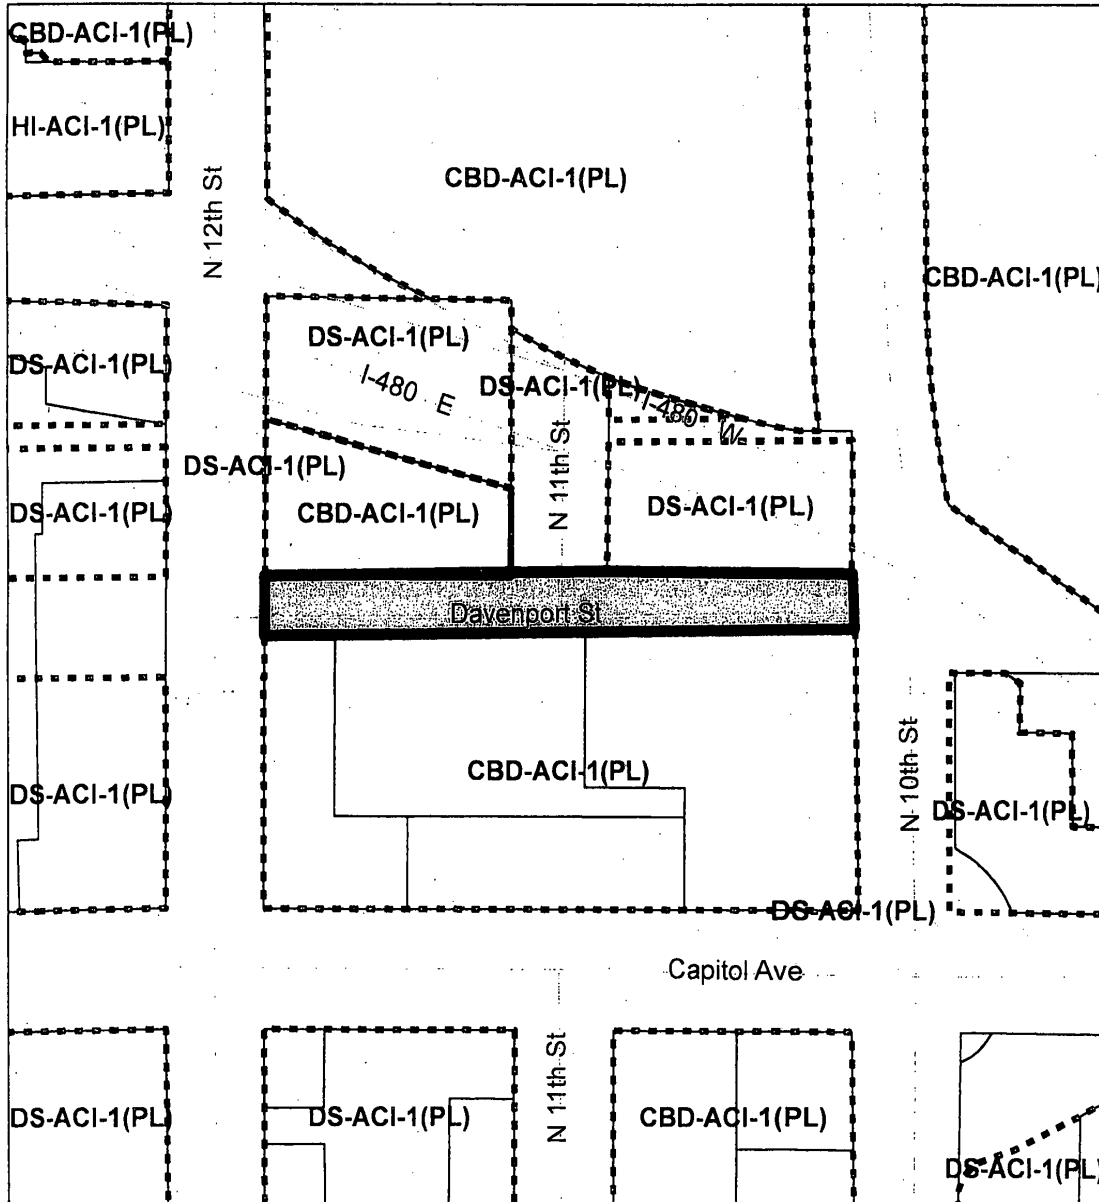 CBD-ACI-1(PL)
HI-ACI-1(PL)
CBD-ACI-1(PL)
N 12th St
CBD-ACI-1(PL)
DS-ACI-1(PL)
DS-ACI-1(PL)
I-480 E
DS-ACI-1(PL)
I-480 W
N 11th St
DS-ACI-1(PL)
DS-ACI-1(PL)
CBD-ACI-1(PL)
DS-ACI-1(PL)
Davenport St
N 10th St
CBD-ACI-1(PL)
DS-ACI-1(PL)
DS-ACI-1(PL)
DS-ACI-1(PL)
Capitol Ave
N 11th St
DS-ACI-1(PL)
DS-ACI-1(PL)
CBD-ACI-1(PL)
DS-ACI-1(PL)